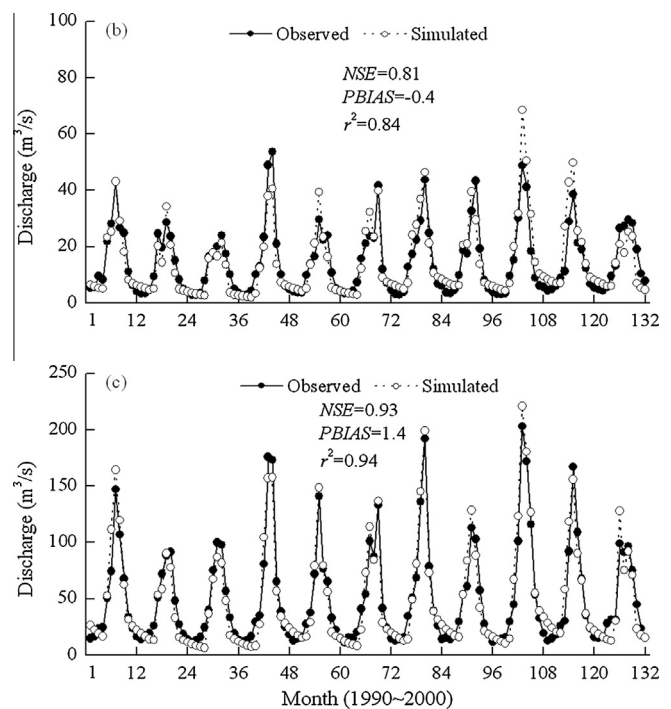 (b)
Observed Simulated
NSE=0.81
PBIAS=-0.4
r²=0.84
Discharge (m³/s)
100
80
60
40
20
0
1 12 24 36 48 60 72 84 96 108 120 132
(c)
Observed Simulated
NSE=0.93
PBIAS=1.4
r²=0.94
Discharge (m³/s)
250
200
150
100
50
0
1 12 24 36 48 60 72 84 96 108 120 132
Month (1990~2000)